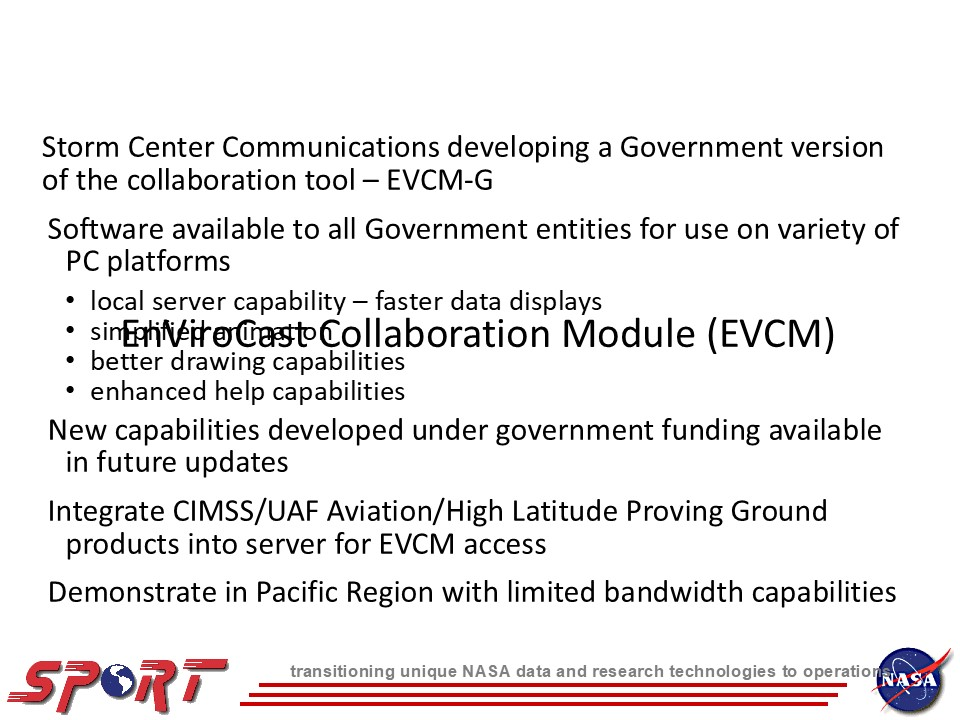 Storm Center Communications developing a Government version
of the collaboration tool – EVCM-G
Software available to all Government entities for use on variety of
PC platforms
• local server capability – faster data displays
• simplified animation
EnViroCast Collaboration Module (EVCM)
• better drawing capabilities
• enhanced help capabilities
New capabilities developed under government funding available
in future updates
Integrate CIMSS/UAF Aviation/High Latitude Proving Ground
products into server for EVCM access
Demonstrate in Pacific Region with limited bandwidth capabilities
SPoRT
transitioning unique NASA data and research technologies to operations
NASA